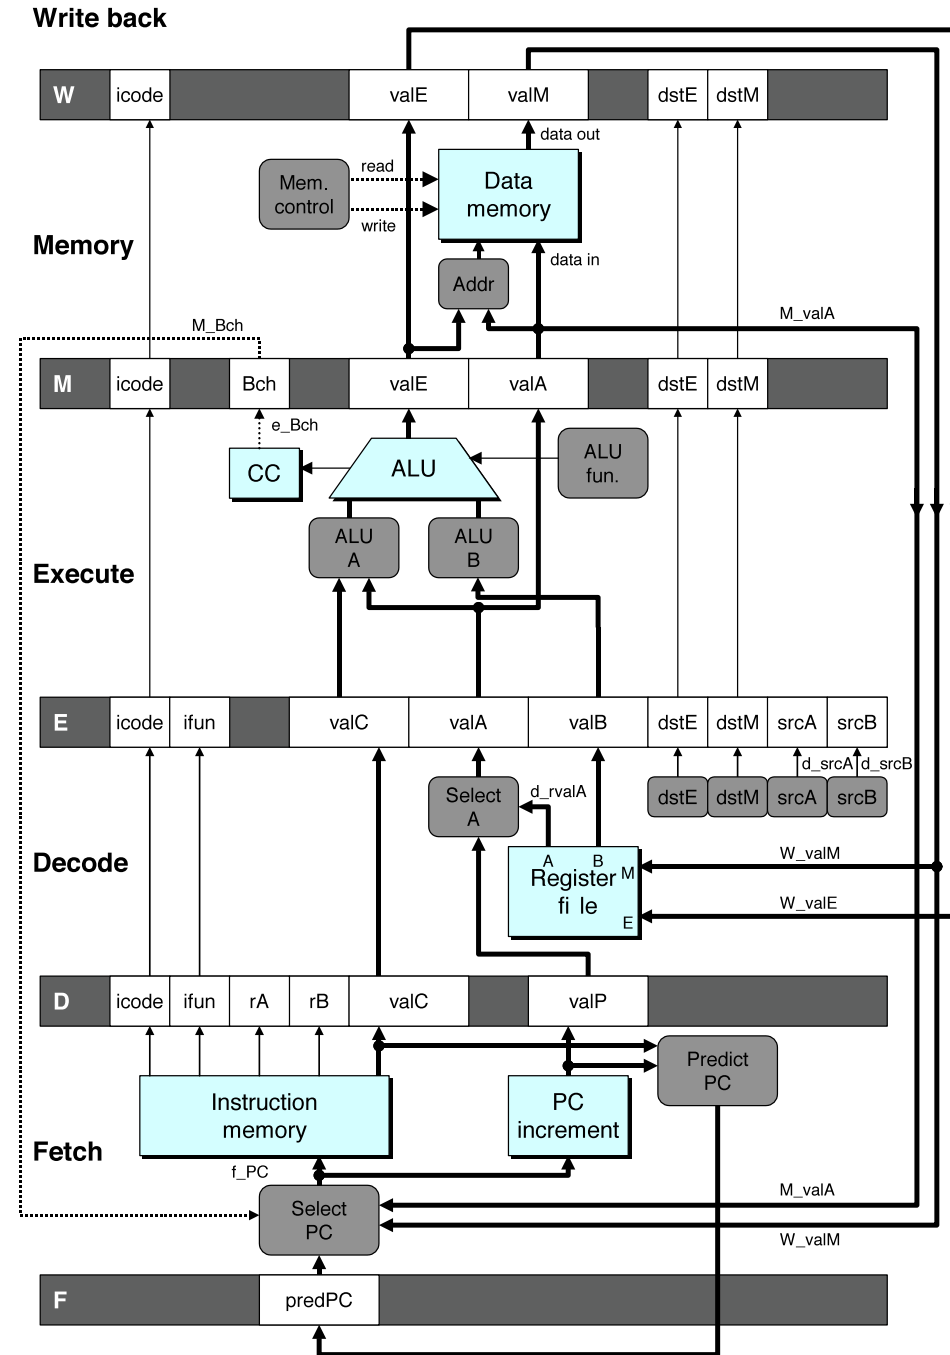 Write back
W icode valE valM dstE dstM
data out
read
Mem.
control
Data
memory
write
Memory
data in
Addr
M_valA
M_Bch
M icode Bch valE valA dstE dstM
e_Bch
CC
ALU
ALU
fun.
ALU
A
ALU
B
Execute
E icode ifun valC valA valB dstE dstM srcA srcB
d_srcA d_srcB
Select
A
d_rvalA
dstE dstM srcA srcB
Decode
A B
Register M
fi le
E
W_valM
W_valE
D icode ifun rA rB valC valP
Predict
PC
Instruction
memory
PC
increment
Fetch
f_PC
M_valA
Select
PC
W_valM
F predPC